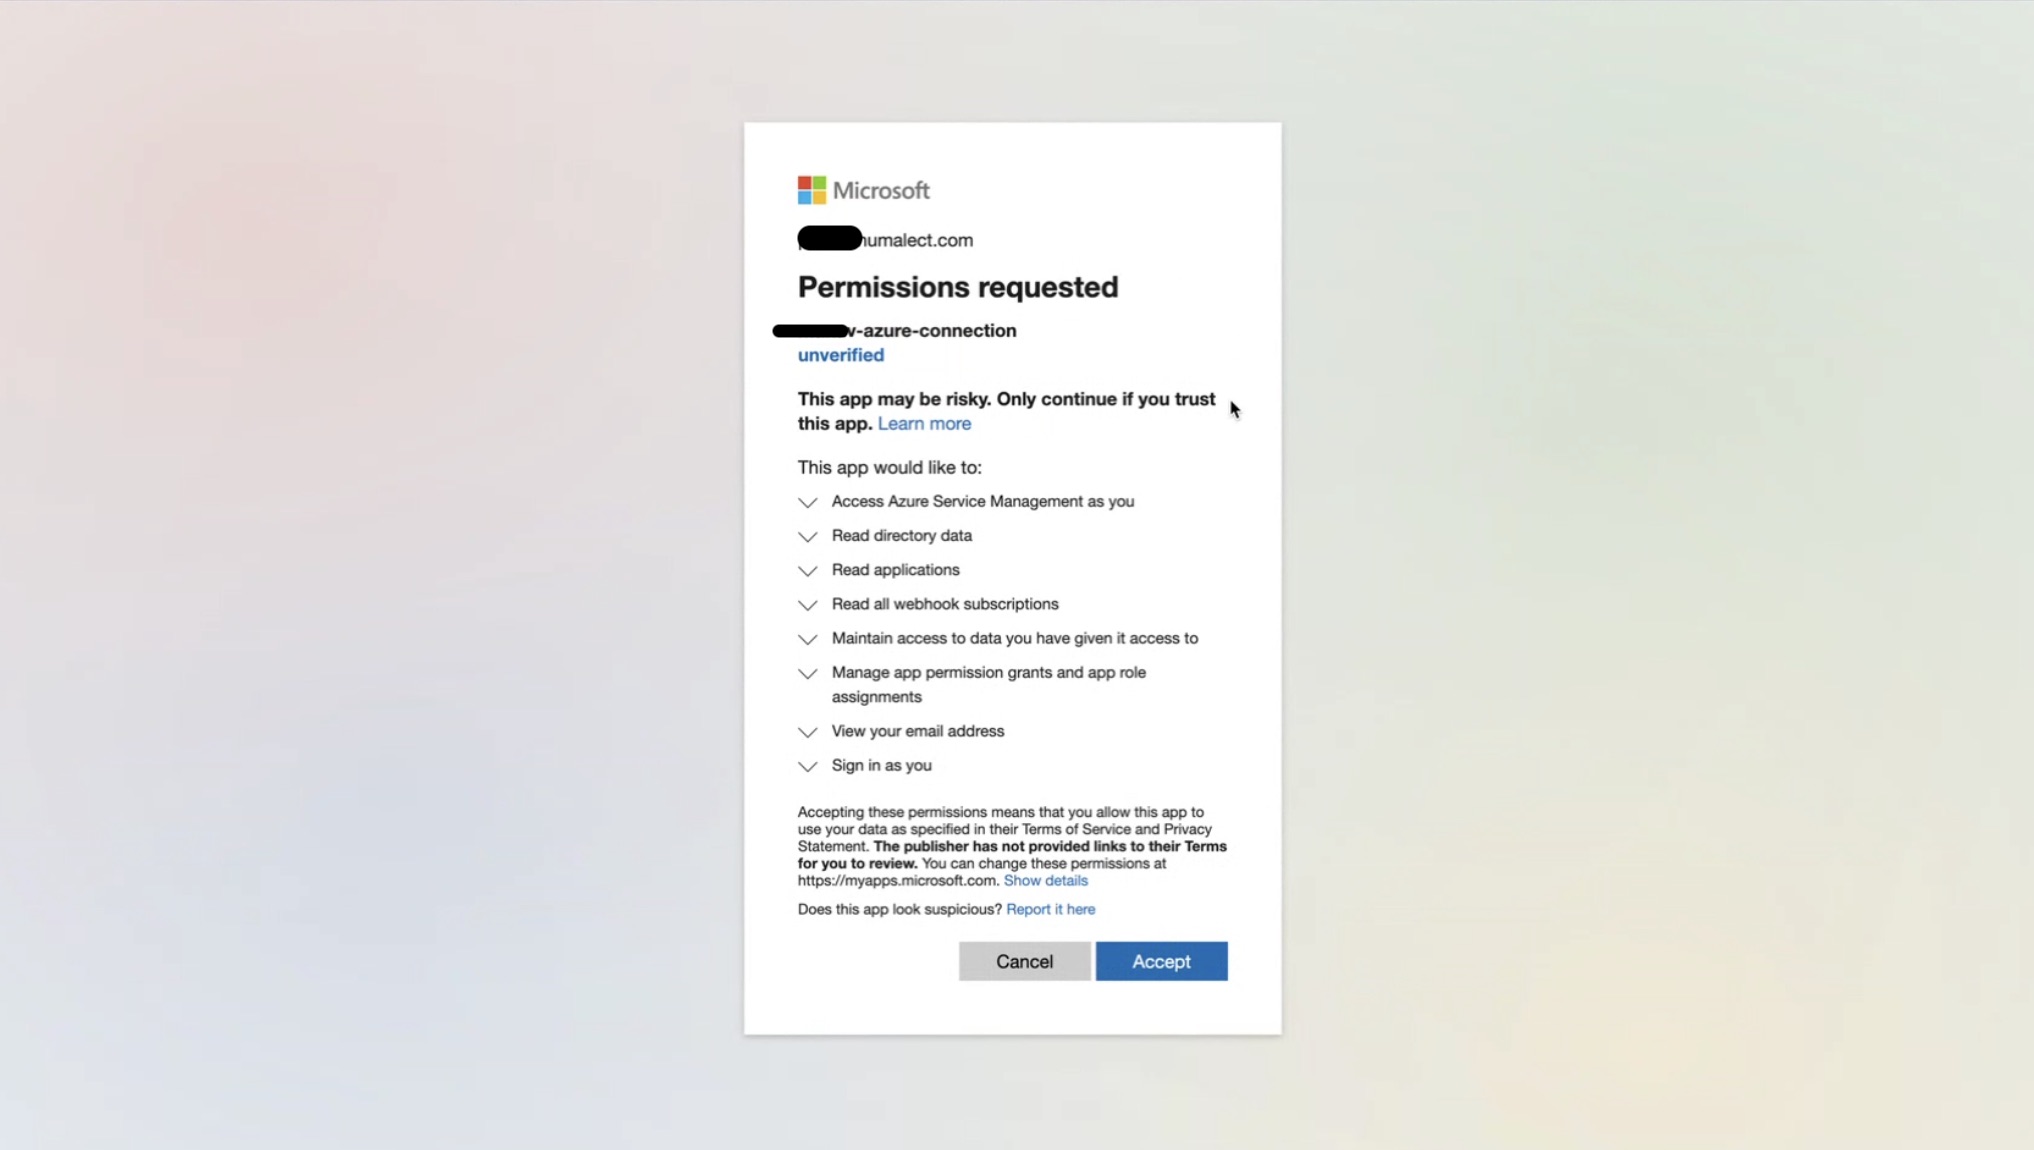 Microsoft
numalect.com
Permissions requested
-azure-connection
unverified
This app may be risky. Only continue if you trust
this app. Learn more
This app would like to:
Access Azure Service Management as you
Read directory data
Read applications
Read all webhook subscriptions
Maintain access to data you have given it access to
Manage app permission grants and app role
assignments
View your email address
Sign in as you
Accepting these permissions means that you allow this app to
use your data as specified in their Terms of Service and Privacy
Statement. The publisher has not provided links to their Terms
for you to review. You can change these permissions at
https://myapps.microsoft.com. Show details
Does this app look suspicious? Report it here
Cancel Accept